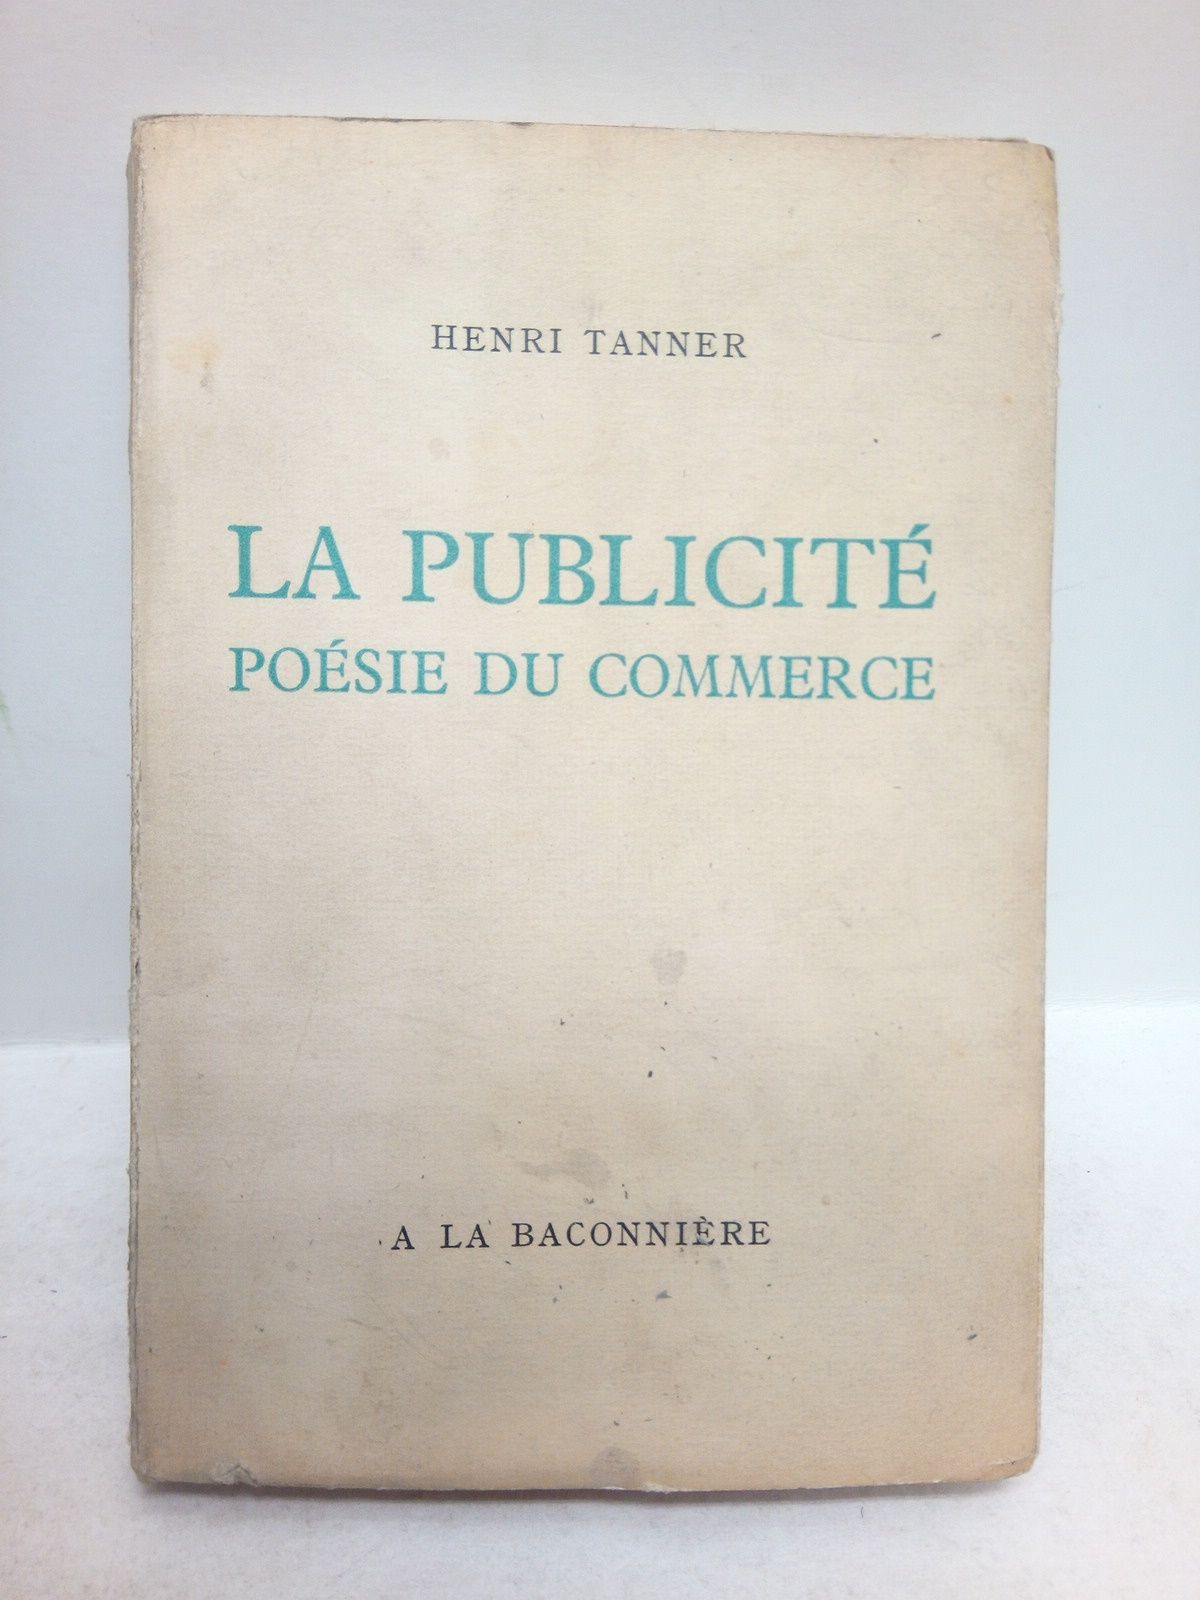 HENRI TANNER
LA PUBLICITÉ
POÉSIE DU COMMERCE
A LA BACONNIÈRE